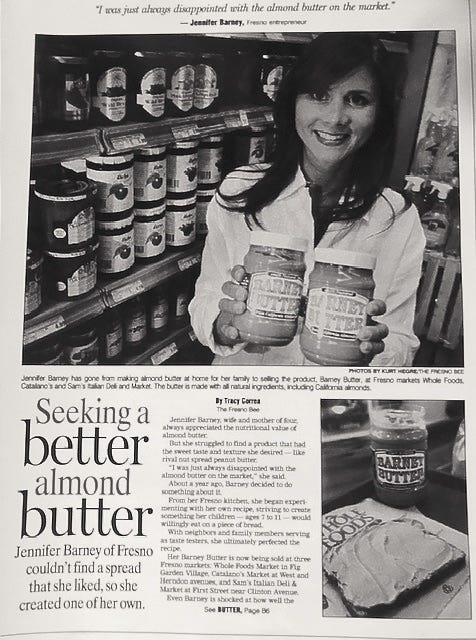 "I was just always disappointed with the almond butter on the market."
— Jennifer Barney, Fresno entrepreneur
BARNEY
BUTTER
BARNEY
BUTTER
PHOTOS BY KURT HEGRE/THE FRESNO BEE
Jennifer Barney has gone from making almond butter at home for her family to selling the product, Barney Butter, at Fresno markets Whole Foods,
Catalano's and Sam's Italian Deli and Market. The butter is made with all natural ingredients, including California almonds.
Seeking a
better
almond
butter
Jennifer Barney of Fresno
couldn't find a spread
that she liked, so she
created one of her own.
By Tracy Correa
The Fresno Bee
Jennifer Barney, wife and mother of four,
always appreciated the nutritional value of
almond butter.
But she struggled to find a product that had
the sweet taste and texture she desired — like
rival nut spread peanut butter.
"I was just always disappointed with the
almond butter on the market," she said.
About a year ago, Barney decided to do
something about it.
From her Fresno kitchen, she began experi-
menting with her own recipe, striving to create
something her children — ages 7 to 11 — would
willingly eat on a piece of bread.
With neighbors and family members serving
as taste testers, she ultimately perfected the
recipe.
Her Barney Butter is now being sold at three
Fresno markets: Whole Foods Market in Fig
Garden Village, Catalano's Market at West and
Herndon avenues, and Sam's Italian Deli &
Market at First Street near Clinton Avenue.
Even Barney is shocked at how well the
See BUTTER, Page B6
BARNEY
BUTTER